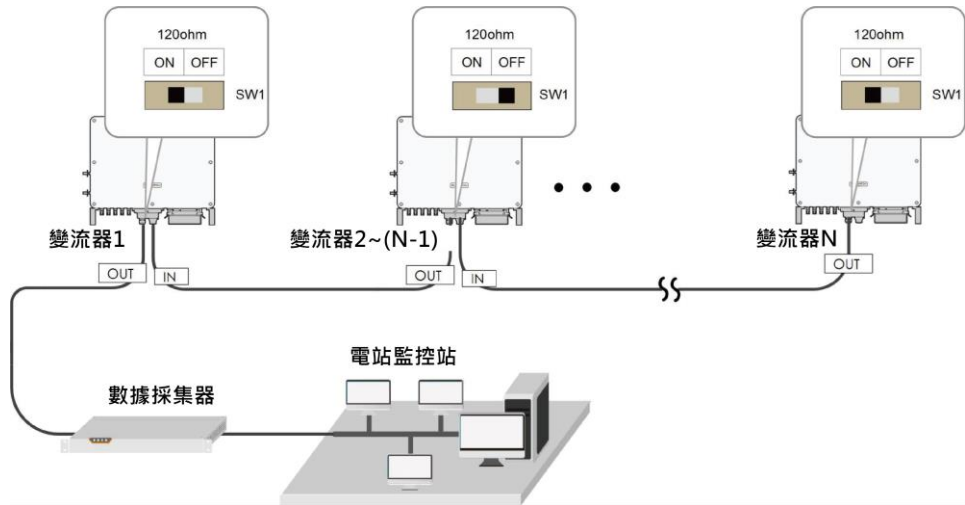 120ohm
ON OFF
SW1
120ohm
ON OFF
SW1
120ohm
ON OFF
SW1
變流器1
變流器2~(N-1)
變流器N
OUT
IN
OUT
IN
OUT
電站監控站
數據採集器